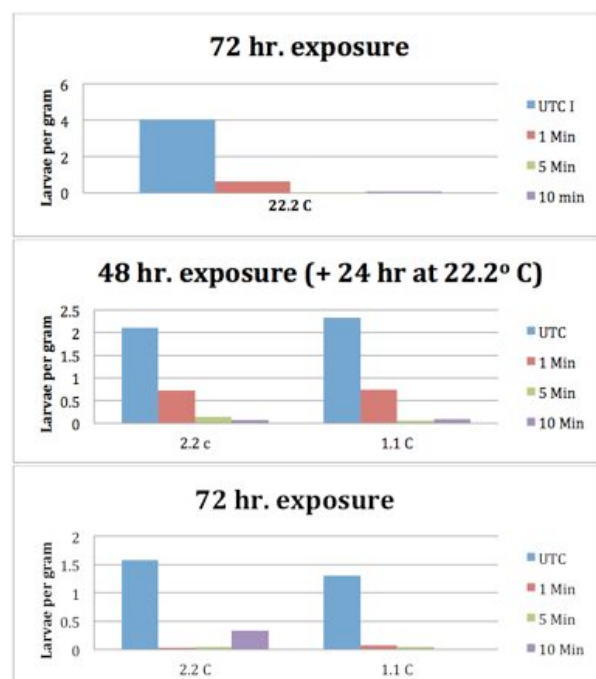 72 hr. exposure
Larvae per gram
6
4
2
0
22.2 C
UTC I
1 Min
5 Min
10 min
48 hr. exposure (+ 24 hr at 22.2º C)
Larvae per gram
2.5
2
1.5
1
0.5
0
2.2 c
1.1 C
UTC
1 Min
5 Min
10 Min
72 hr. exposure
Larvae per gram
2
1.5
1
0.5
0
2.2 C
1.1 C
UTC
1 Min
5 Min
10 Min